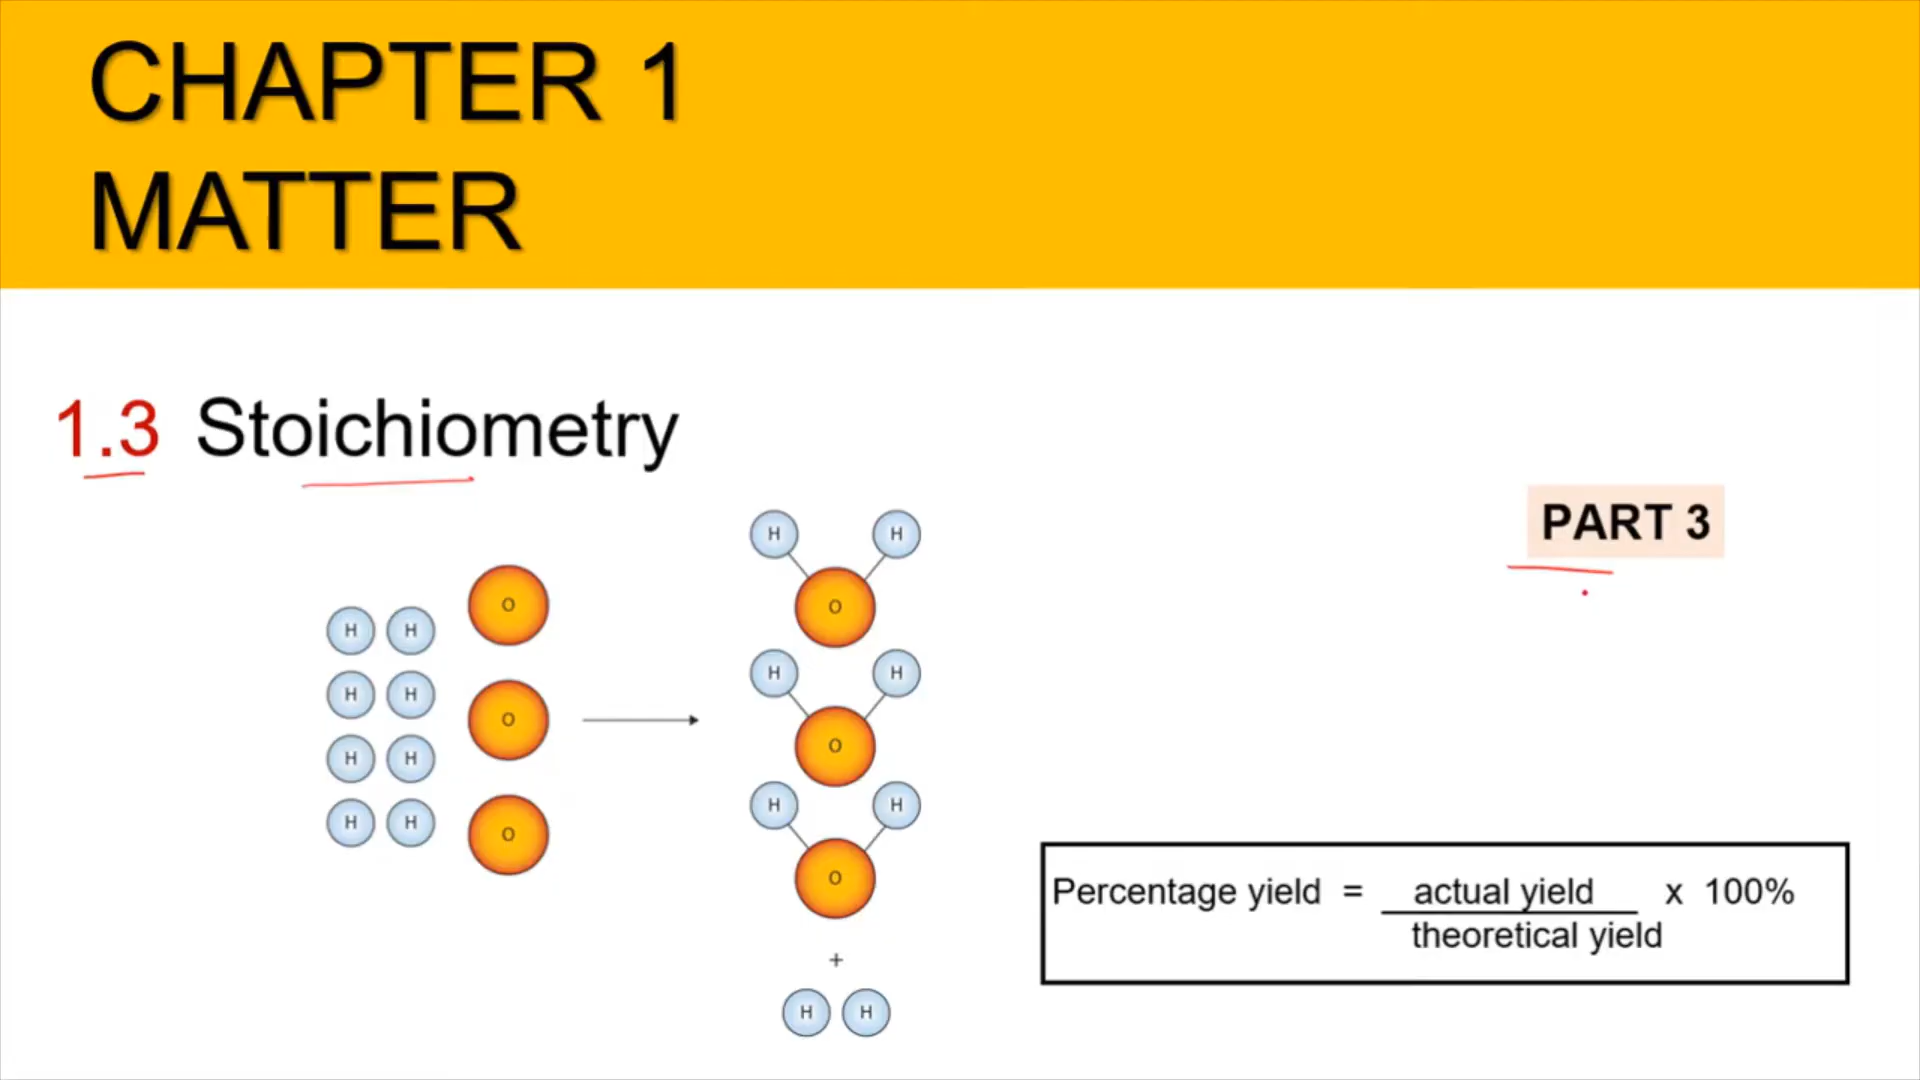 CHAPTER 1
MATTER
1.3 Stoichiometry
PART 3
H H
H H
H H
H H
O
O
O
H H
O
H H
O
H H
O
+
H H
Percentage yield = actual yield x 100%
theoretical yield